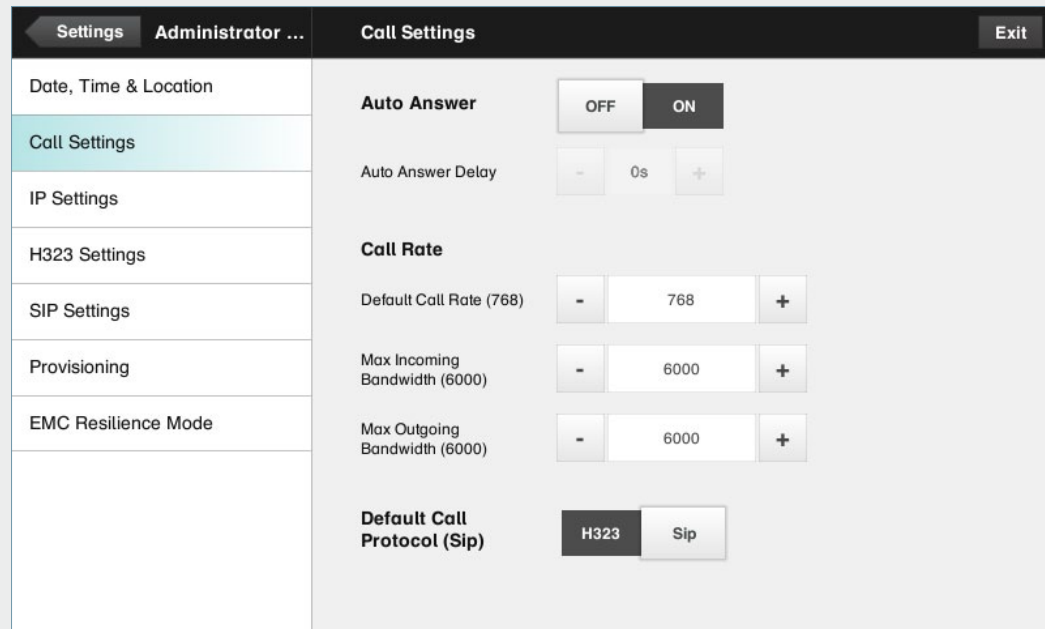 Settings
Administrator ...
Call Settings
Exit
Date, Time & Location
Call Settings
IP Settings
H323 Settings
SIP Settings
Provisioning
EMC Resilience Mode
Auto Answer
OFF
ON
Auto Answer Delay
-
0s
+
Call Rate
Default Call Rate (768)
-
768
+
Max Incoming
Bandwidth (6000)
-
6000
+
Max Outgoing
Bandwidth (6000)
-
6000
+
Default Call
Protocol (Sip)
H323
Sip